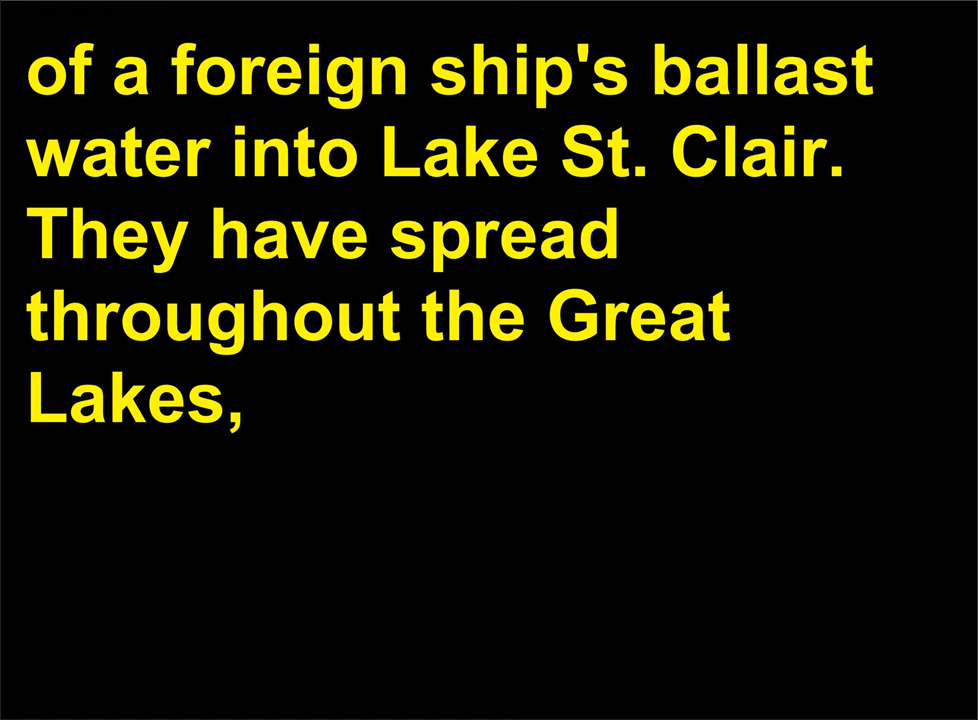 of a foreign ship's ballast
water into Lake St. Clair.
They have spread
throughout the Great
Lakes,